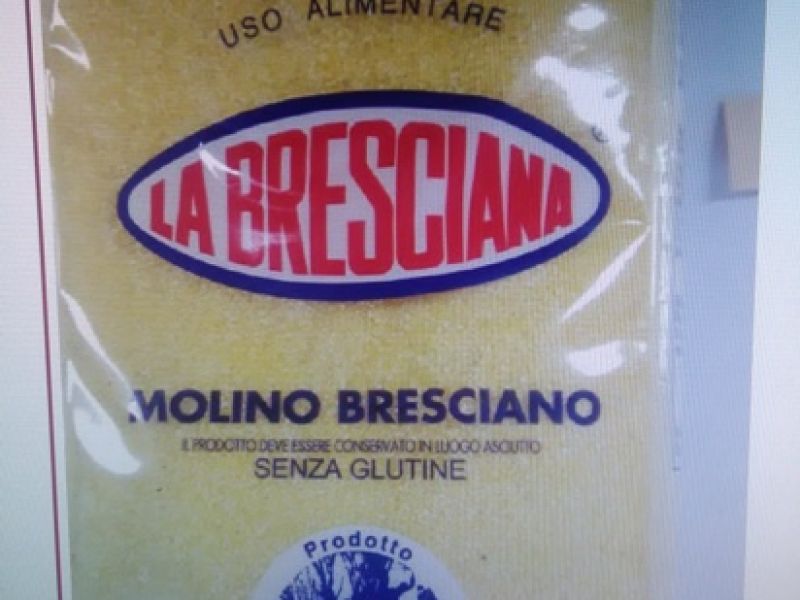 USO ALIMENTARE
LA BRESCIANA
MOLINO BRESCIANO
IL PRODOTTO DEVE ESSERE CONSERVATO IN LUOGO ASCIUTTO
SENZA GLUTINE
Prodotto